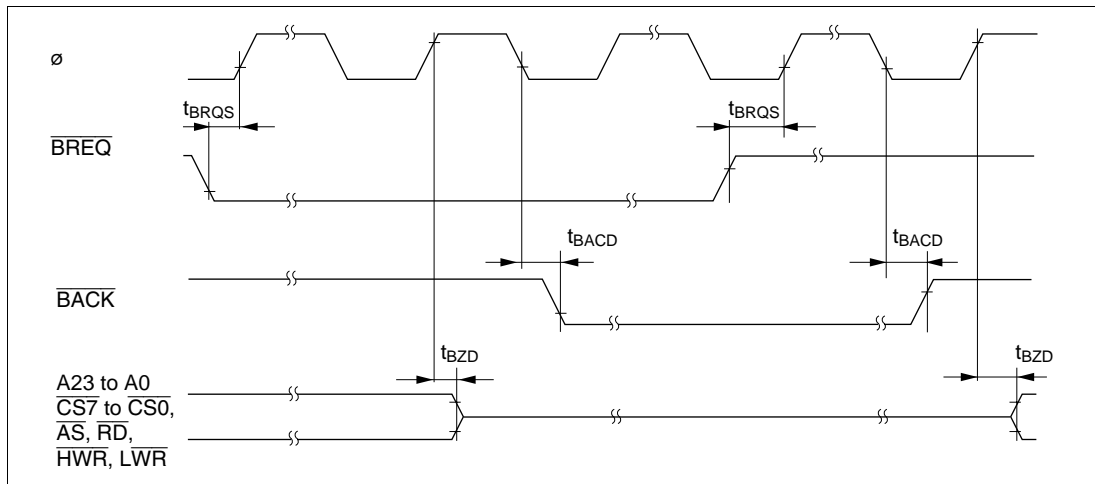 ø
tBRQS tBRQS
BREQ
tBACD tBACD
BACK
tBZD tBZD
A23 to A0
CS7 to CS0,
AS, RD,
HWR, LWR